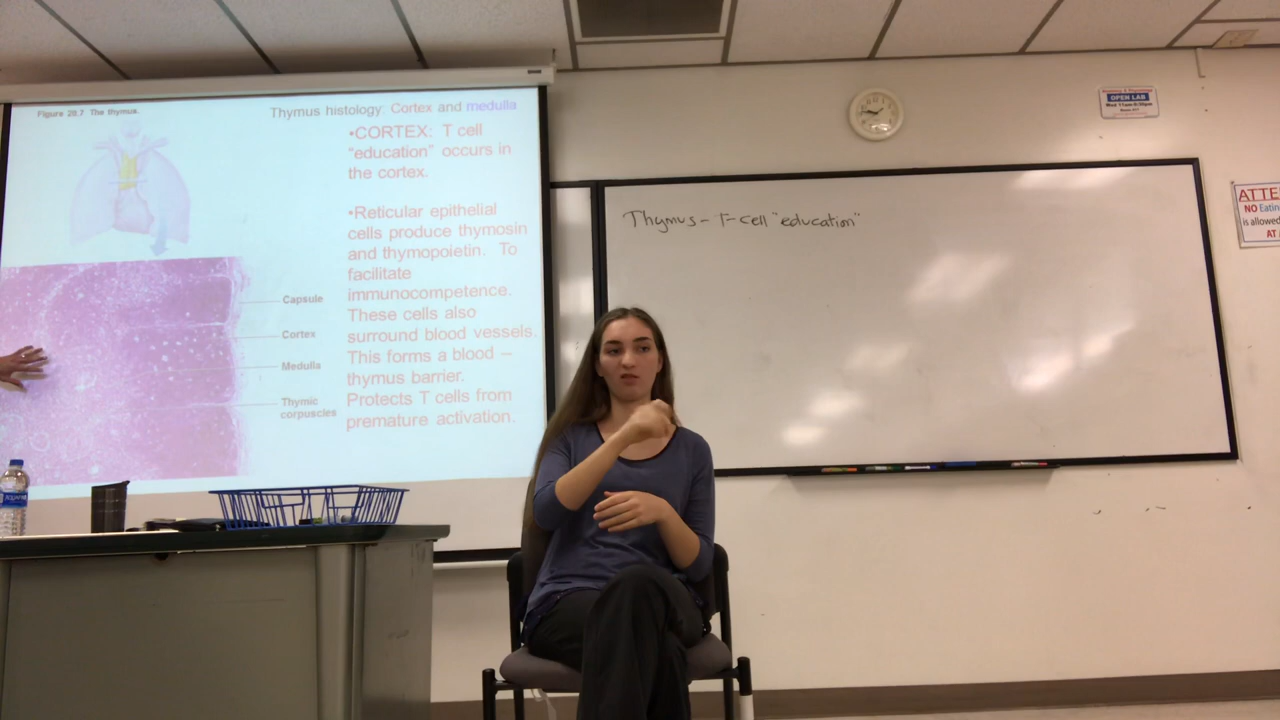 Figure 20.7 The thymus.
Thymus histology: Cortex and medulla
•CORTEX: T cell
"education" occurs in
the cortex.
•Reticular epithelial
cells produce thymosin
and thymopoietin. To
facilitate
immunocompetence.
These cells also
surround blood vessels.
This forms a blood –
thymus barrier.
Protects T cells from
premature activation.
Capsule
Cortex
Medulla
Thymic
corpuscles
Thymus - T-cell "education"
OPEN LAB
ATTE
NO Eatin
is allowed
AT